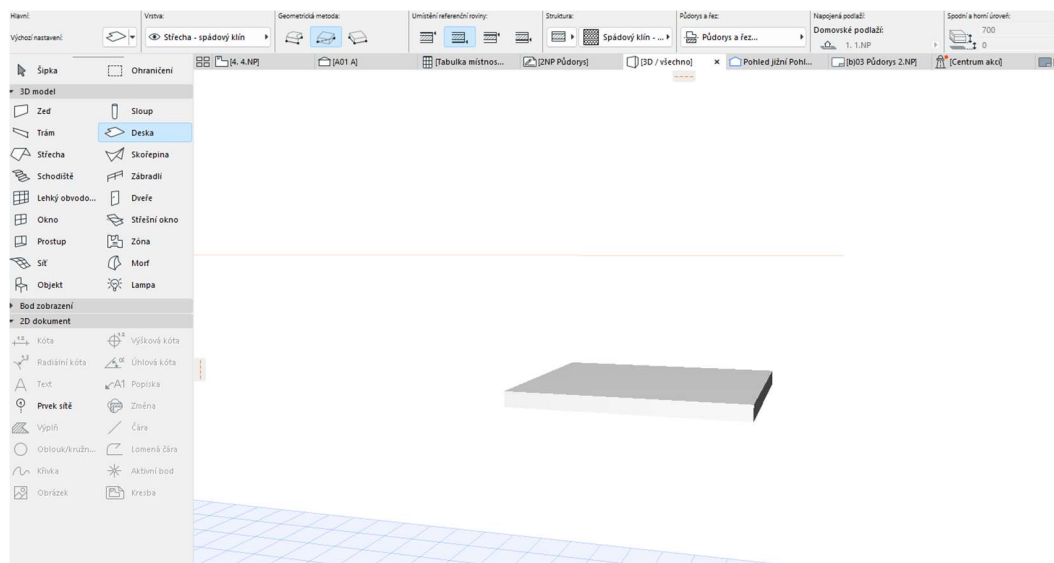 Hlavní:
Výchozí nastavení:
Vrstva:
Střecha - spádový klín
Geometrická metoda:
Umístění referenční roviny:
Struktura:
Spádový klín - ...
Půdorys a řez:
Půdorys a řez...
Napojená podlaží:
Domovské podlaží:
1. 1.NP
Spodní a horní úroveň:
700
0
[4. 4.NP]
[A01 A]
[Tabulka místnos...
[2NP Půdorys]
[3D / všechno]
Pohled jižní Pohl...
[b)03 Půdorys 2.NP]
[Centrum akcí]
Šipka
Ohraničení
3D model
Zeď
Sloup
Trám
Deska
Střecha
Skořepina
Schodiště
Zábradlí
Lehký obvodo...
Dveře
Okno
Střešní okno
Prostup
Zóna
Síť
Morf
Objekt
Lampa
Bod zobrazení
2D dokument
Kóta
Výšková kóta
Radiální kóta
Úhlová kóta
Text
A1 Popiska
Prvek sítě
Změna
Výplň
Čára
Oblouk/kružn...
Lomená čára
Křivka
Aktivní bod
Obrázek
Kresba